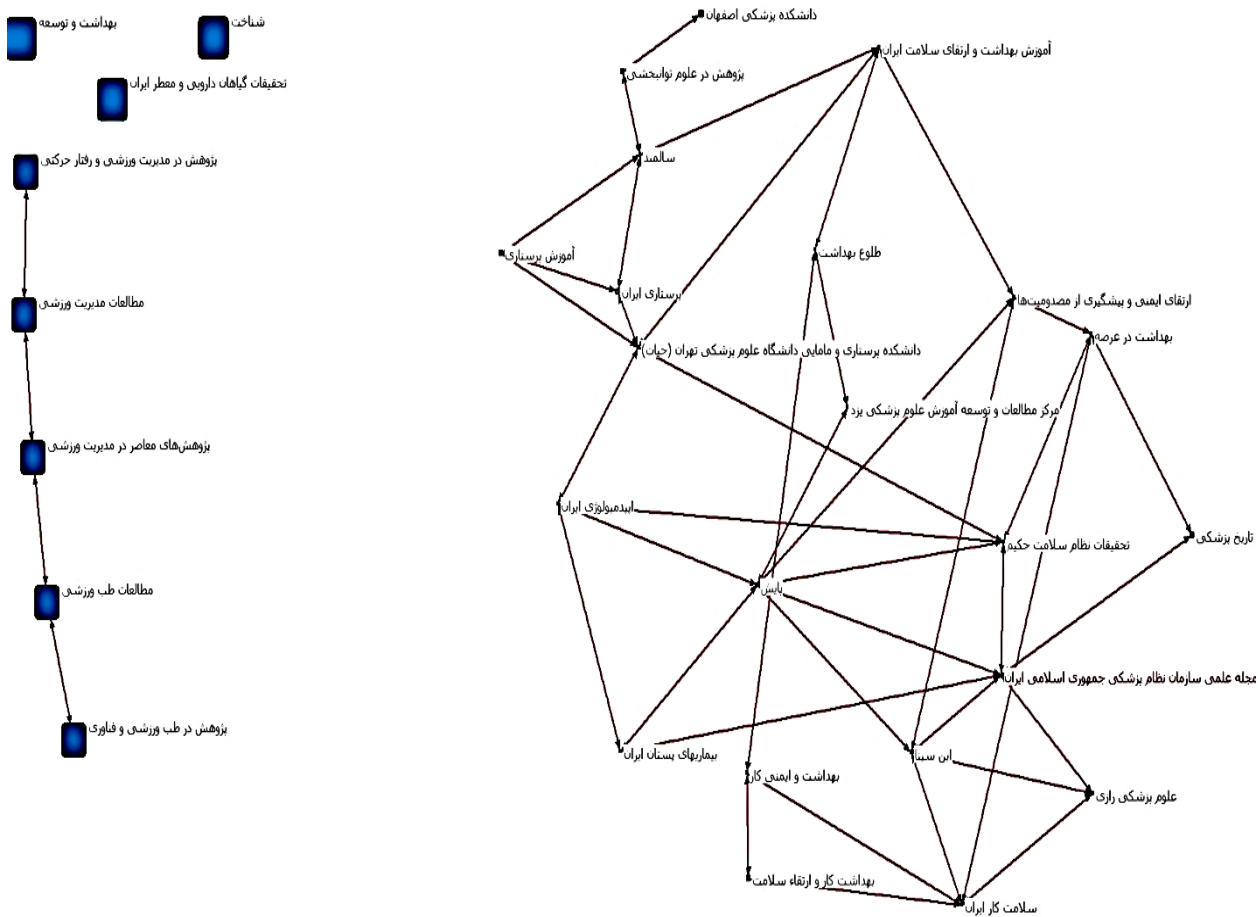 بهداشت و توسعه
شناخت
تحقیقات گیاهان دارویی و معطر ایران
پژوهش در مدیریت ورزشی و رفتار حرکتی
مطالعات مدیریت ورزشی
پژوهش‌های معاصر در مدیریت ورزشی
مطالعات طب ورزشی
پژوهش در طب ورزشی و فناوری
دانشکده پزشکی اصفهان
آموزش بهداشت و ارتقای سلامت ایران
پژوهش در علوم توانبخشی
سالمند
آموزش پرستاری
طلوع بهداشت
پرستاری ایران
ارتقای ایمنی و پیشگیری از مصدومیت‌ها
بهداشت در عرصه
دانشکده پرستاری و مامایی دانشگاه علوم پزشکی تهران (حیات)
مرکز مطالعات و توسعه آموزش علوم پزشکی یزد
اپیدمیولوژی ایران
تحقیقات نظام سلامت حکیم
تاریخ پزشکی
پایش
مجله علمی سازمان نظام پزشکی جمهوری اسلامی ایران
بیماریهای پستان ایران
ابن سینا
بهداشت و ایمنی کار
علوم پزشکی رازی
بهداشت کار و ارتقاء سلامت
سلامت کار ایران